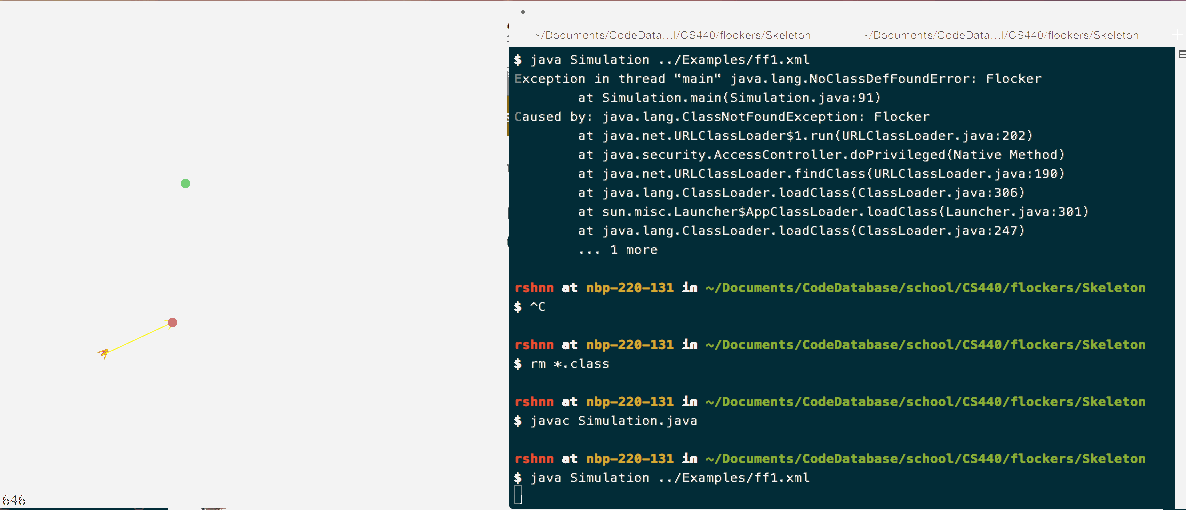 ~/Documents/CodeData...l/CS440/flockers/Skeleton
~/Documents/CodeData...l/CS440/flockers/Skeleton
$ java Simulation ../Examples/ff1.xml
Exception in thread "main" java.lang.NoClassDefFoundError: Flocker
at Simulation.main(Simulation.java:91)
Caused by: java.lang.ClassNotFoundException: Flocker
at java.net.URLClassLoader$1.run(URLClassLoader.java:202)
at java.security.AccessController.doPrivileged(Native Method)
at java.net.URLClassLoader.findClass(URLClassLoader.java:190)
at java.lang.ClassLoader.loadClass(ClassLoader.java:306)
at sun.misc.Launcher$AppClassLoader.loadClass(Launcher.java:301)
at java.lang.ClassLoader.loadClass(ClassLoader.java:247)
... 1 more
rshnn at nbp-220-131 in ~/Documents/CodeDatabase/school/CS440/flockers/Skeleton
$ ^C
rshnn at nbp-220-131 in ~/Documents/CodeDatabase/school/CS440/flockers/Skeleton
$ rm *.class
rshnn at nbp-220-131 in ~/Documents/CodeDatabase/school/CS440/flockers/Skeleton
$ javac Simulation.java
rshnn at nbp-220-131 in ~/Documents/CodeDatabase/school/CS440/flockers/Skeleton
$ java Simulation ../Examples/ff1.xml
646